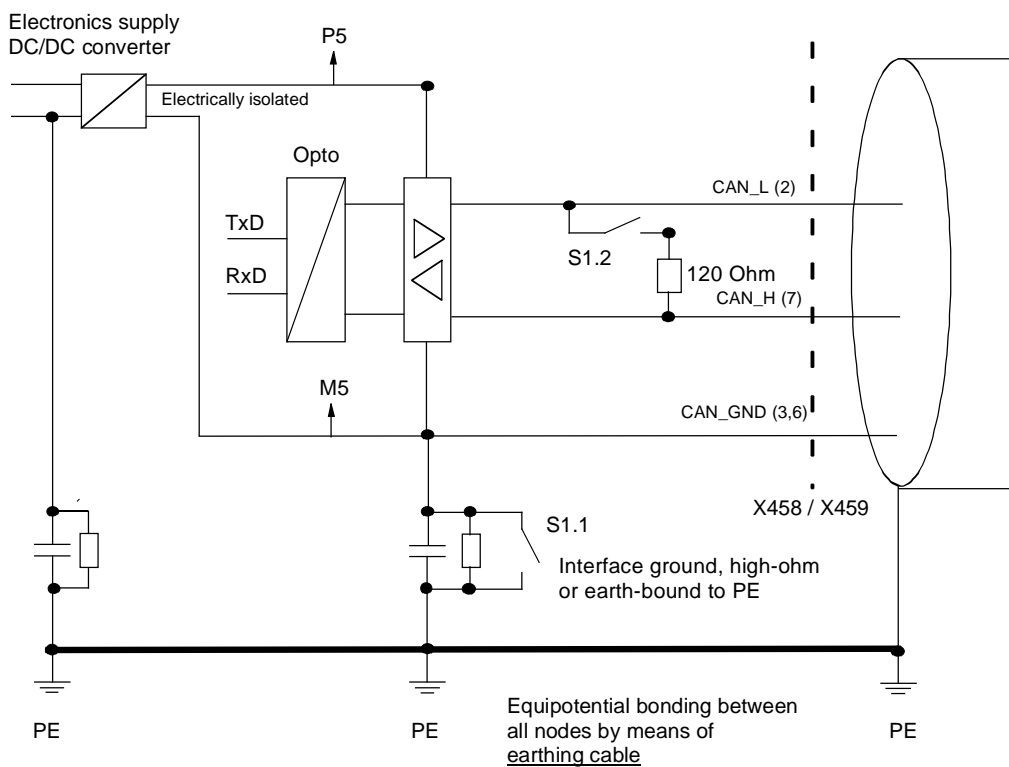 Electronics supply
DC/DC converter
P5
Electrically isolated
Opto
CAN_L (2)
TxD
S1.2
RxD
120 Ohm
CAN_H (7)
M5
CAN_GND (3,6)
X458 / X459
S1.1
Interface ground, high-ohm
or earth-bound to PE
PE
PE
Equipotential bonding between
all nodes by means of
earthing cable
PE